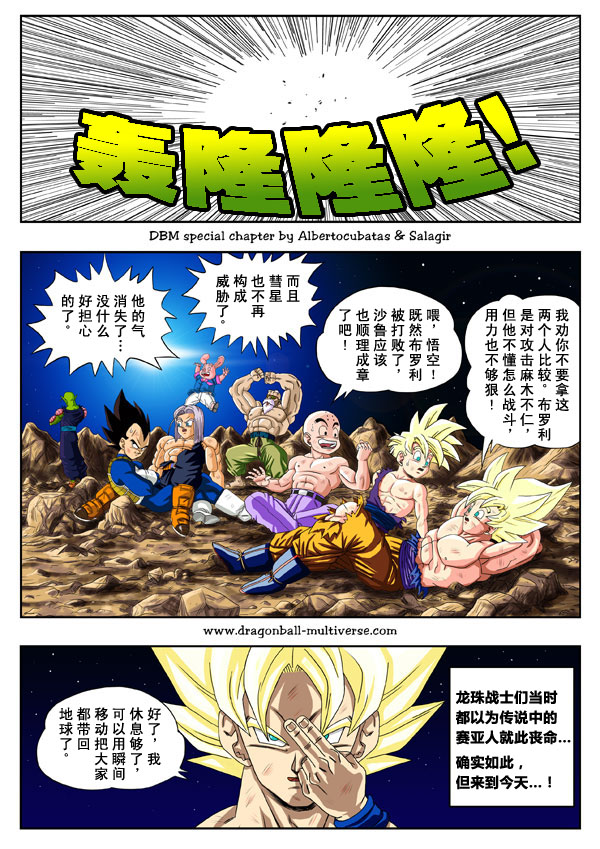 轰隆隆隆!
DBM special chapter by Albertocubatas & Salagir
他的气
消失了…
没什么
好担心
的了。
而且
彗星
也不再
构成
威胁了。
喂，悟空！
既然布罗利
被打败了，
沙鲁应该
也顺理成章
了吧！
我劝你不要拿这
两个人比较。布罗利
是对攻击麻木不仁，
但他不懂怎么战斗，
用力也不够狠！
www.dragonball-multiverse.com
好了，我
休息够了，
可以用瞬间
移动把大家
都带回
地球了。
龙珠战士们当时
都以为传说中的
赛亚人就此丧命...
确实如此，
但来到今天...！